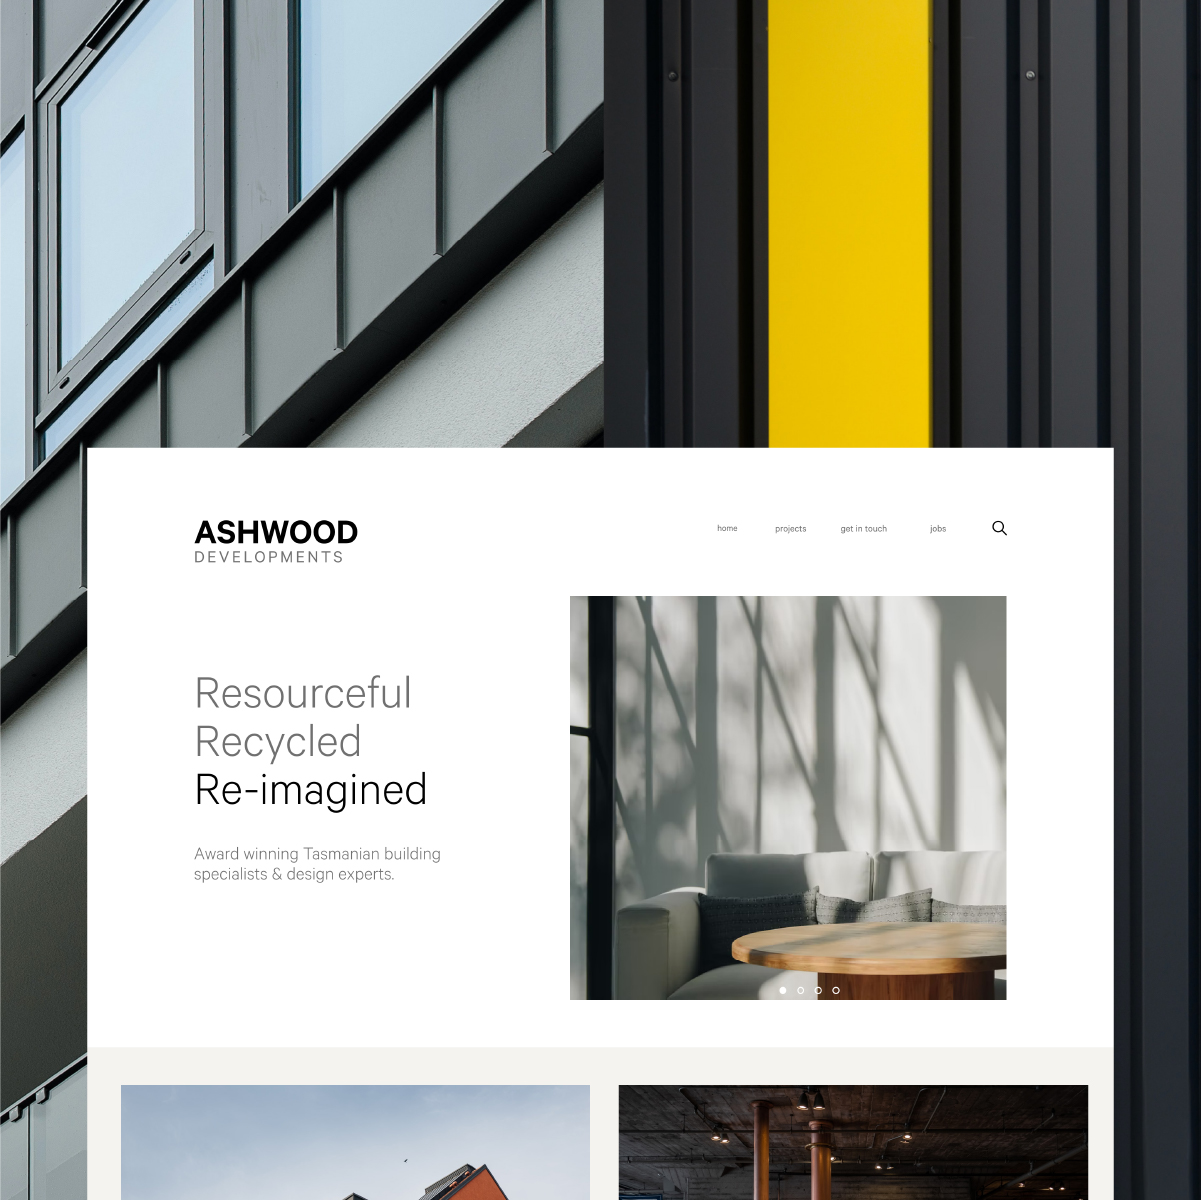 ASHWOOD
DEVELOPMENTS
home projects get in touch jobs
Resourceful
Recycled
Re-imagined
Award winning Tasmanian building
specialists & design experts.